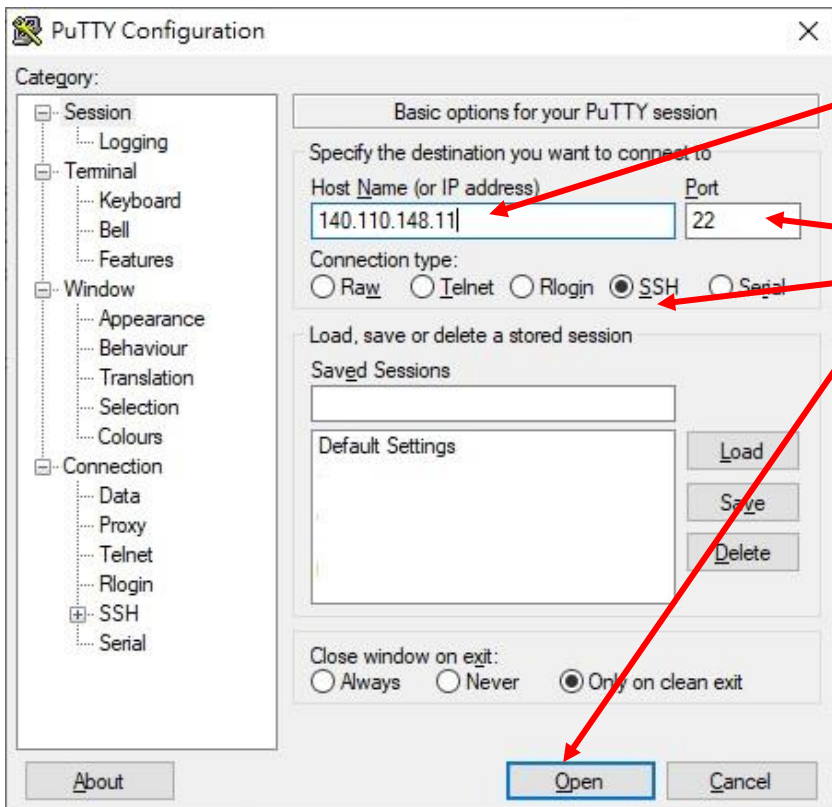 PuTTY Configuration
Category:
Session
Logging
Terminal
Keyboard
Bell
Features
Window
Appearance
Behaviour
Translation
Selection
Colours
Connection
Data
Proxy
Telnet
Rlogin
SSH
Serial
Basic options for your PuTTY session
Specify the destination you want to connect to
Host Name (or IP address) Port
140.110.148.11 22
Connection type:
Raw Telnet Rlogin SSH Serial
Load, save or delete a stored session
Saved Sessions
Default Settings
Load
Save
Delete
Close window on exit:
Always Never Only on clean exit
About Open Cancel